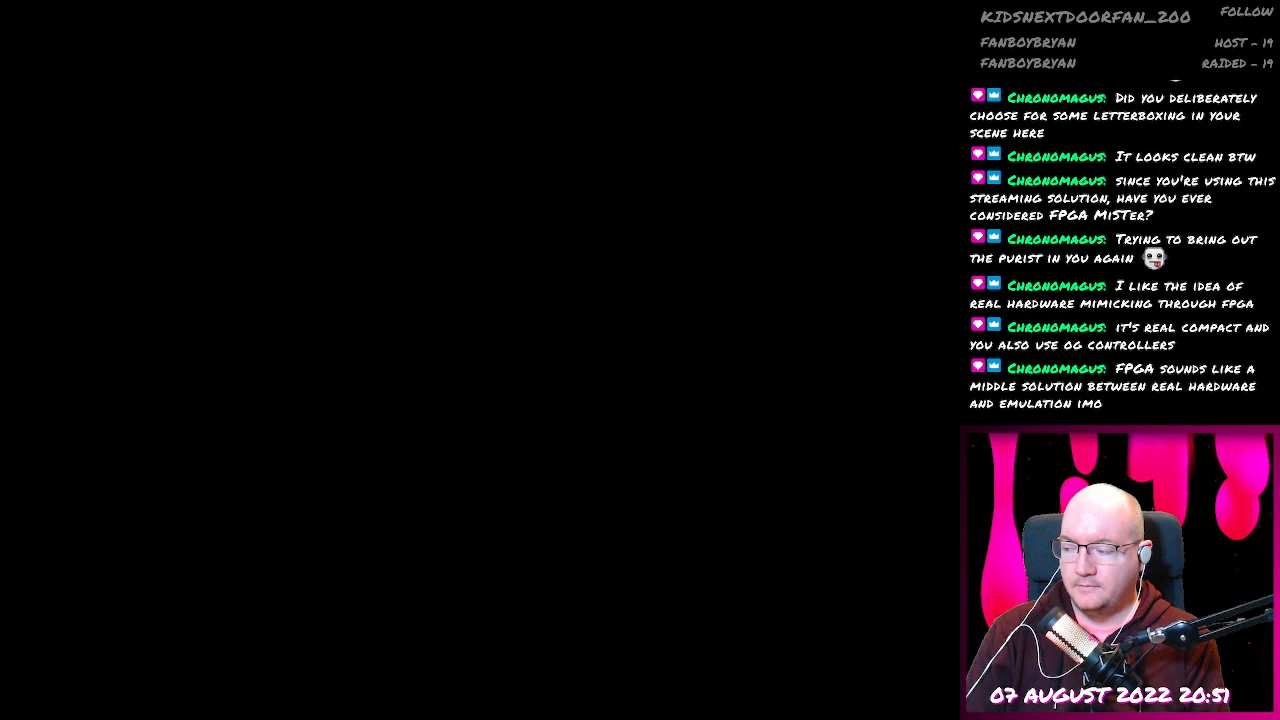 KIDSNEXTDOORFAN_200 FOLLOW
FANBOYBRYAN HOST - 19
FANBOYBRYAN RAIDED - 19
Chronomagus: Did you deliberately
choose for some letterboxing in your
scene here
Chronomagus: It looks clean btw
Chronomagus: since you're using this
streaming solution, have you ever
considered FPGA MiSTer?
Chronomagus: Trying to bring out
the purist in you again
Chronomagus: I like the idea of
real hardware mimicking through fpga
Chronomagus: it's real compact and
you also use og controllers
Chronomagus: FPGA sounds like a
middle solution between real hardware
and emulation imo
07 AUGUST 2022 20:51